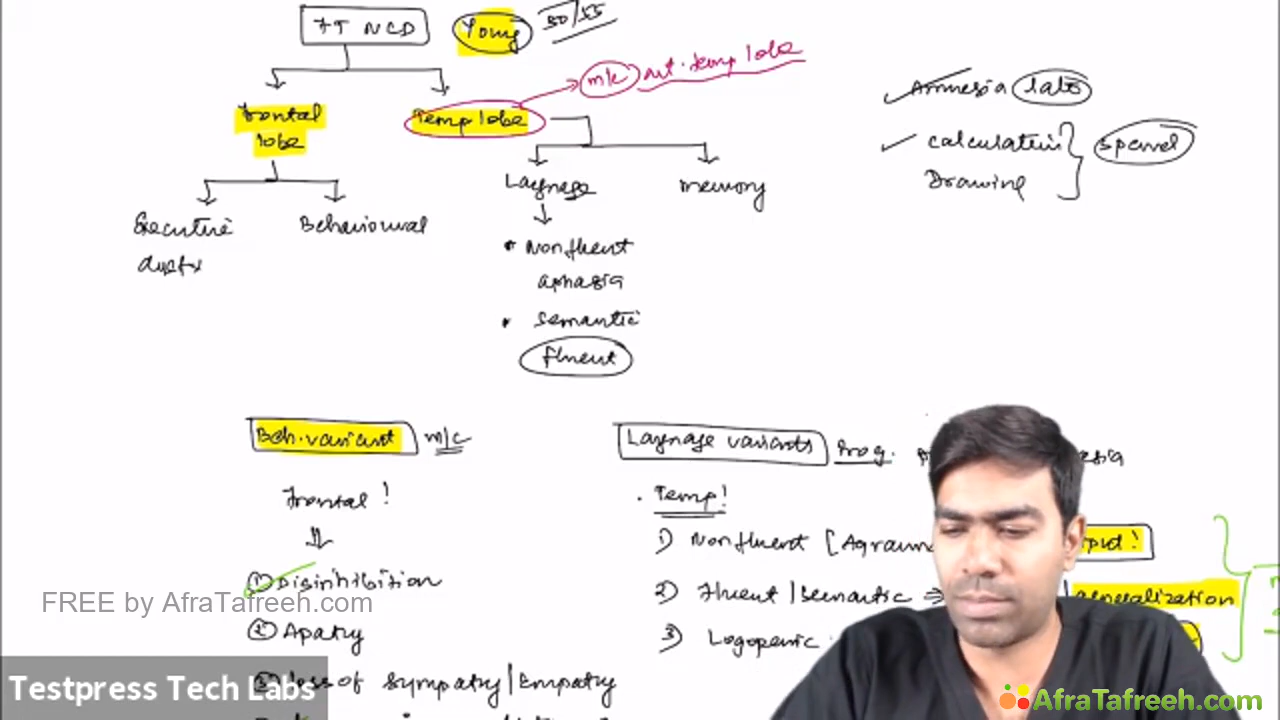 FT NCD
Young
50/55
m/c ant. temp lobe
Frontal
lobe
Temp lobe
Amnesia late
Calculation
Drawing
spared
Language
memory
Executive
dysfx
Behavioural
• Nonfluent
aphasia
• Semantic
fluent
Beh. variant m/c
Language variants Prog.
Frontal !
• Temp!
1) Nonfluent
① Disinhibition
2) Fluent / Semantic ⇒ generalization
② Apathy
3) Logopenic
loss of sympathy / Empathy
FREE by AfraTafreeh.com
Testpress Tech Labs
AfraTafreeh.com